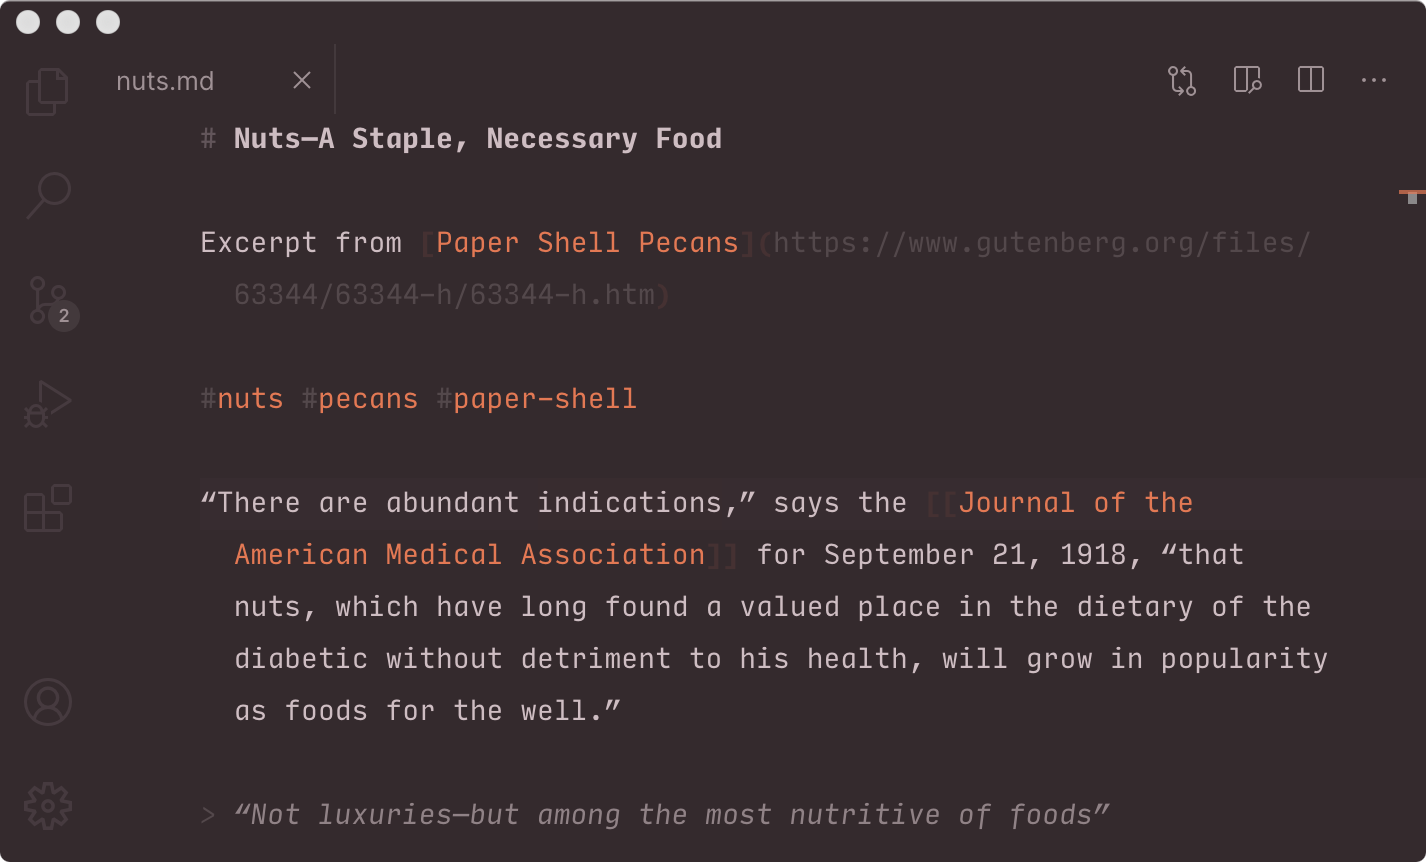 nuts.md
# Nuts—A Staple, Necessary Food
Excerpt from [Paper Shell Pecans](https://www.gutenberg.org/files/
63344/63344-h/63344-h.htm)
2
#nuts #pecans #paper-shell
“There are abundant indications,” says the [[Journal of the
American Medical Association]] for September 21, 1918, “that
nuts, which have long found a valued place in the dietary of the
diabetic without detriment to his health, will grow in popularity
as foods for the well.”
> “Not luxuries—but among the most nutritive of foods”